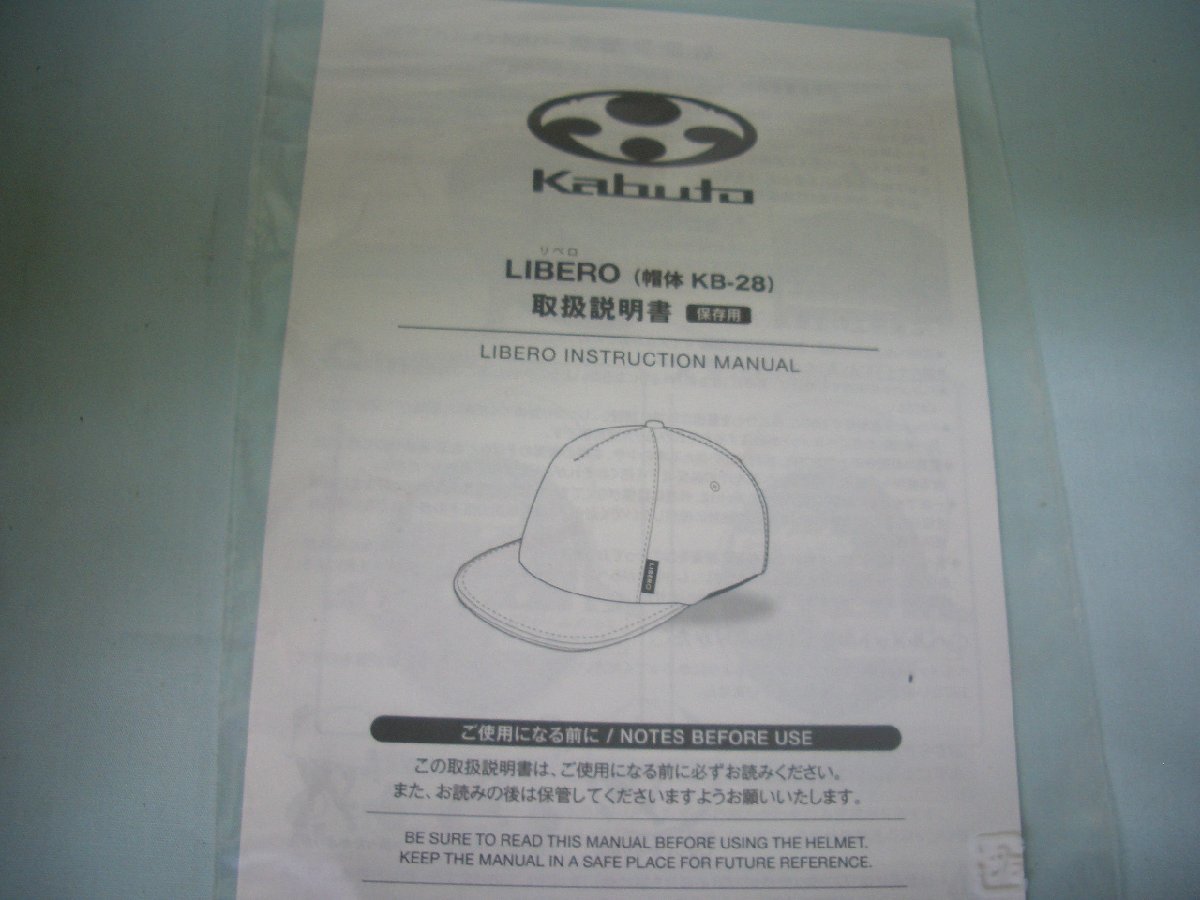 Kabuto
リベロ
LIBERO (帽体 KB-28)
取扱説明書 保存用
LIBERO INSTRUCTION MANUAL
LIBERO
ご使用になる前に / NOTES BEFORE USE
この取扱説明書は、ご使用になる前に必ずお読みください。
また、お読みの後は保管してくださいますようお願いいたします。
BE SURE TO READ THIS MANUAL BEFORE USING THE HELMET.
KEEP THE MANUAL IN A SAFE PLACE FOR FUTURE REFERENCE.